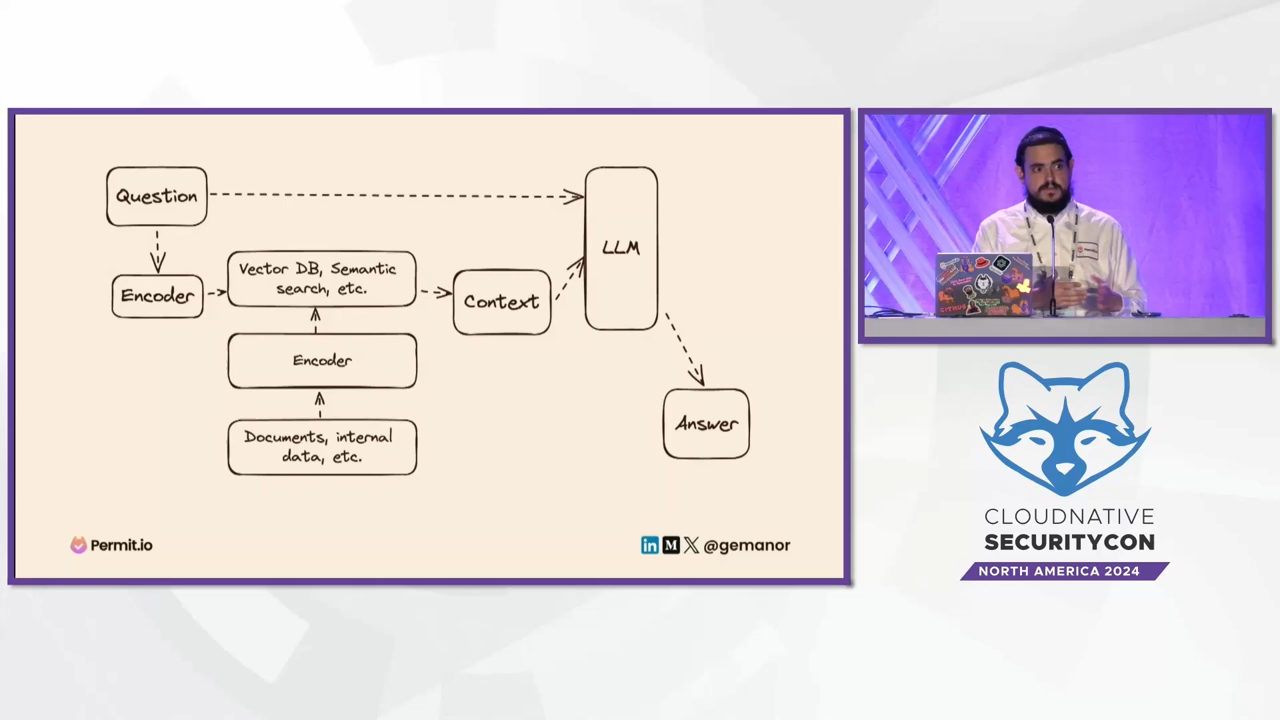 Question
LLM
Vector DB, Semantic
search, etc.
Encoder
Context
Encoder
Documents, internal
data, etc.
Answer
Permit.io
in M X @gemanor
CLOUDNATIVE
SECURITYCON
NORTH AMERICA 2024